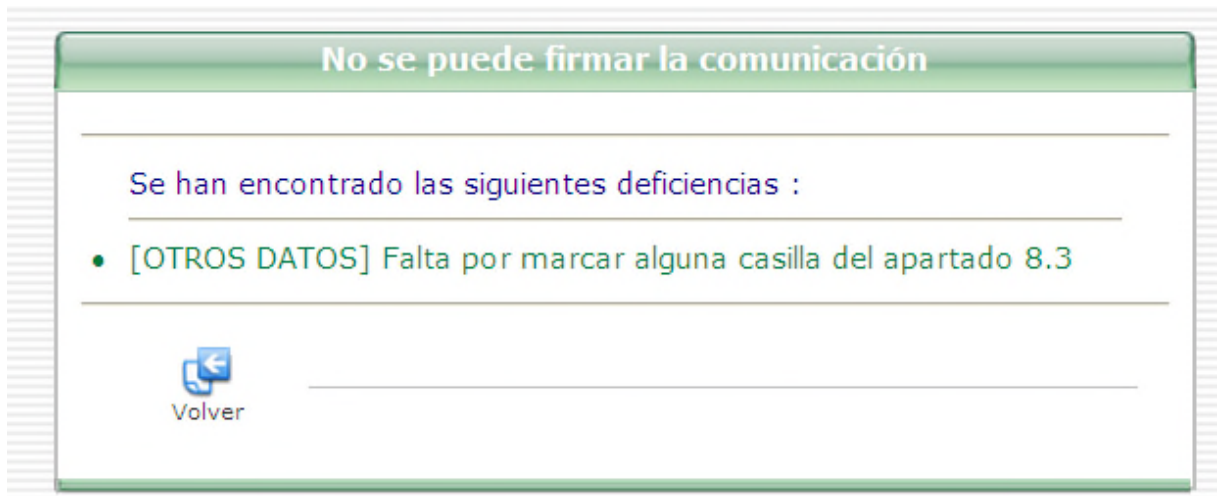 No se puede firmar la comunicación
Se han encontrado las siguientes deficiencias :
• [OTROS DATOS] Falta por marcar alguna casilla del apartado 8.3
Volver